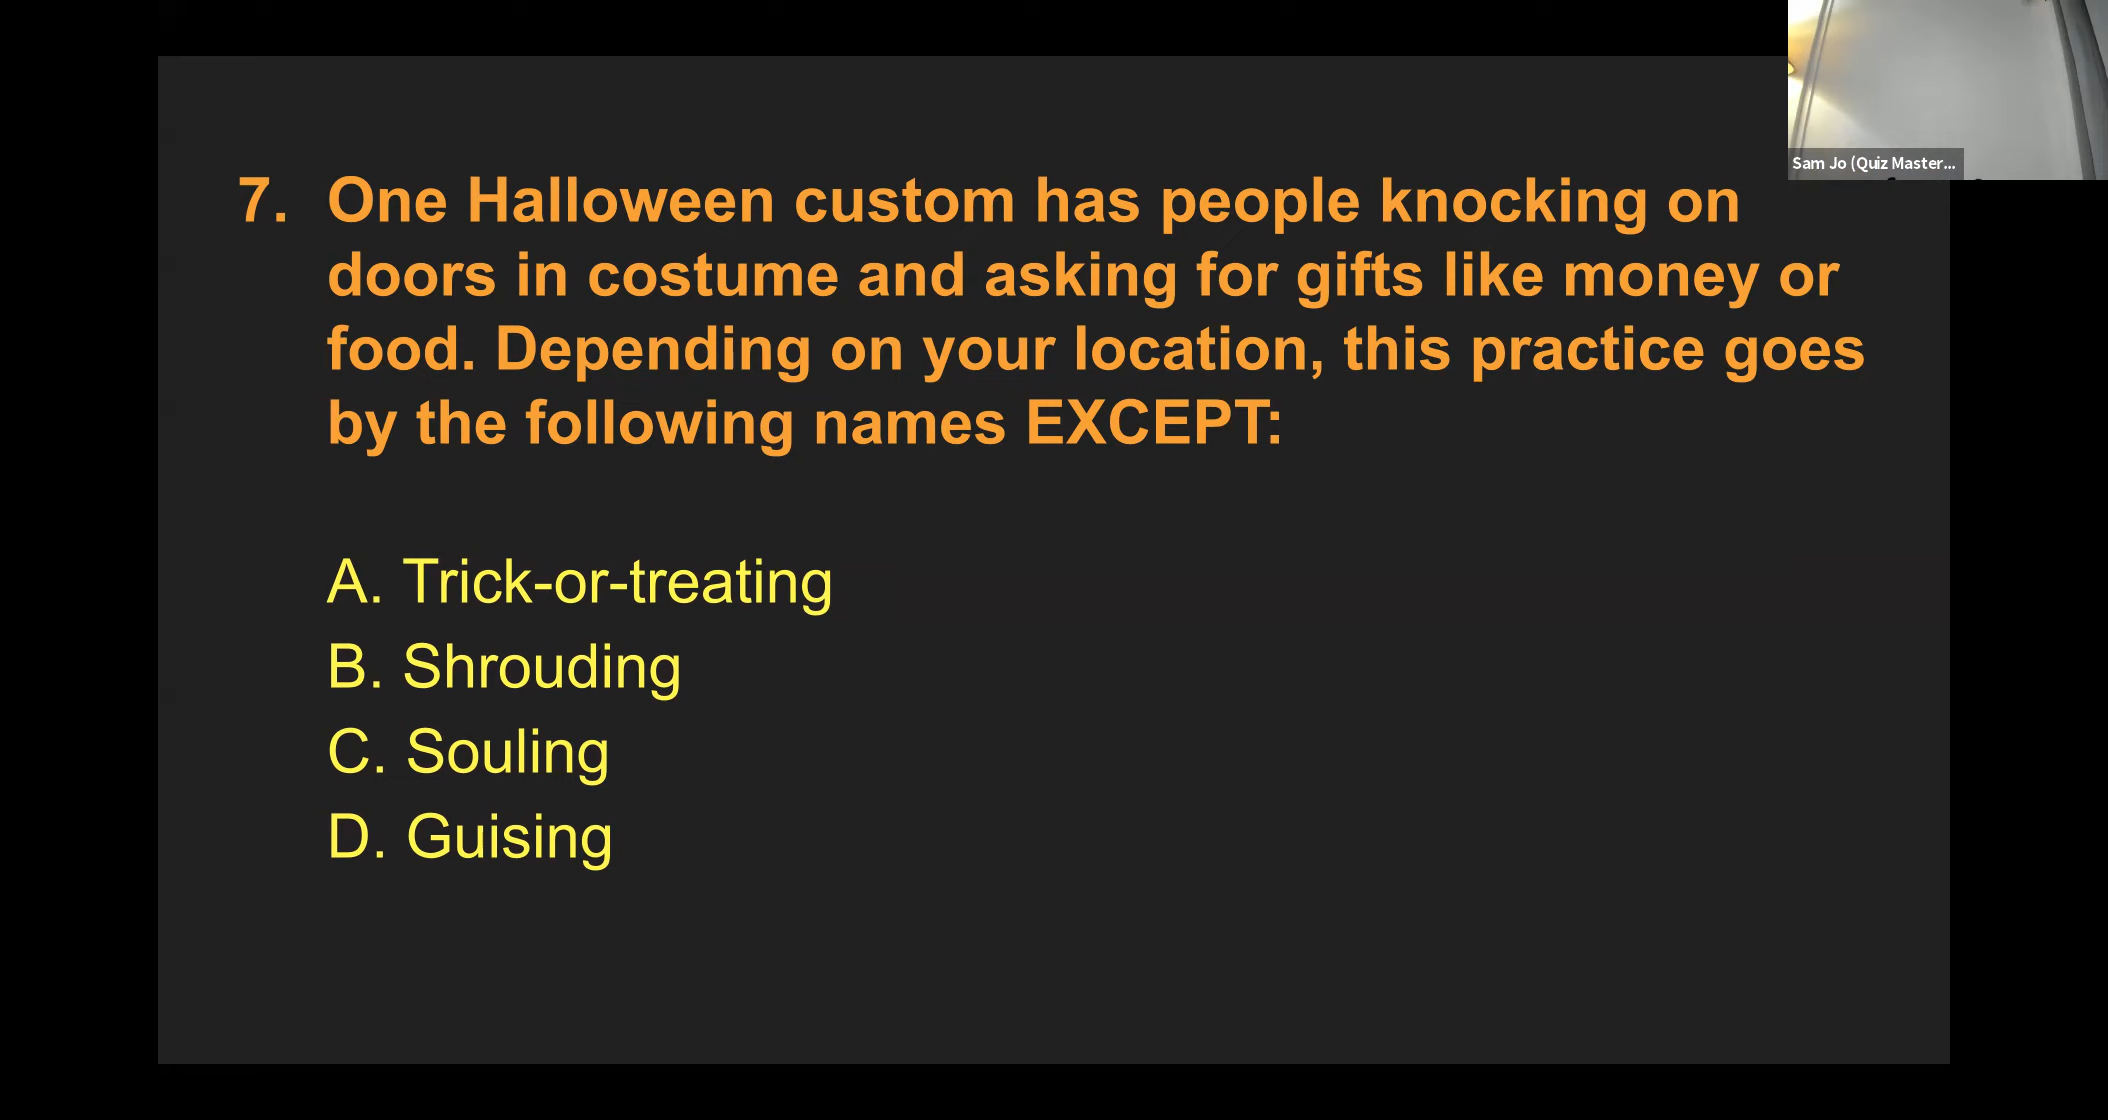 Sam Jo (Quiz Master...
7. One Halloween custom has people knocking on
doors in costume and asking for gifts like money or
food. Depending on your location, this practice goes
by the following names EXCEPT:
A. Trick-or-treating
B. Shrouding
C. Souling
D. Guising